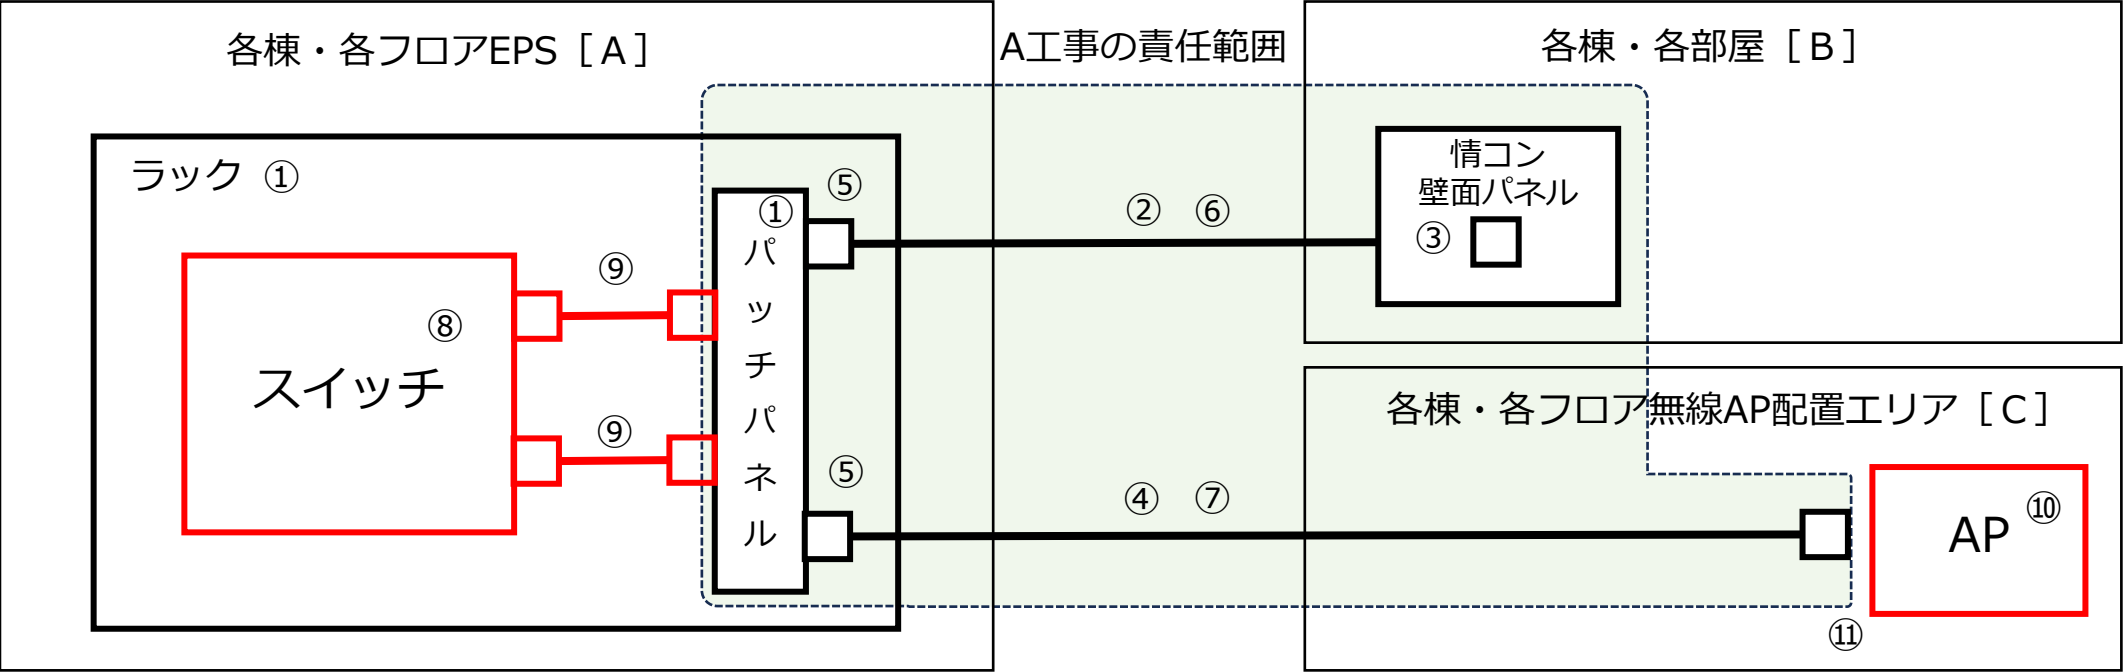 各棟・各フロアEPS［A］
A工事の責任範囲
各棟・各部屋［B］
ラック ①
⑤
①
パッチパネル
② ⑥
情コン
壁面パネル
③
⑨
⑧
スイッチ
⑨
⑤
④ ⑦
各棟・各フロア無線AP配置エリア［C］
AP ⑩
⑪